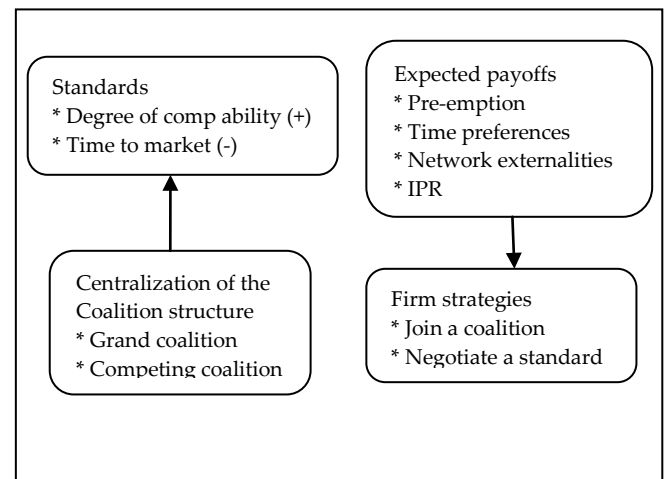 Standards
* Degree of comp ability (+)
* Time to market (-)
Expected payoffs
* Pre-emption
* Time preferences
* Network externalities
* IPR
Centralization of the
Coalition structure
* Grand coalition
* Competing coalition
Firm strategies
* Join a coalition
* Negotiate a standard